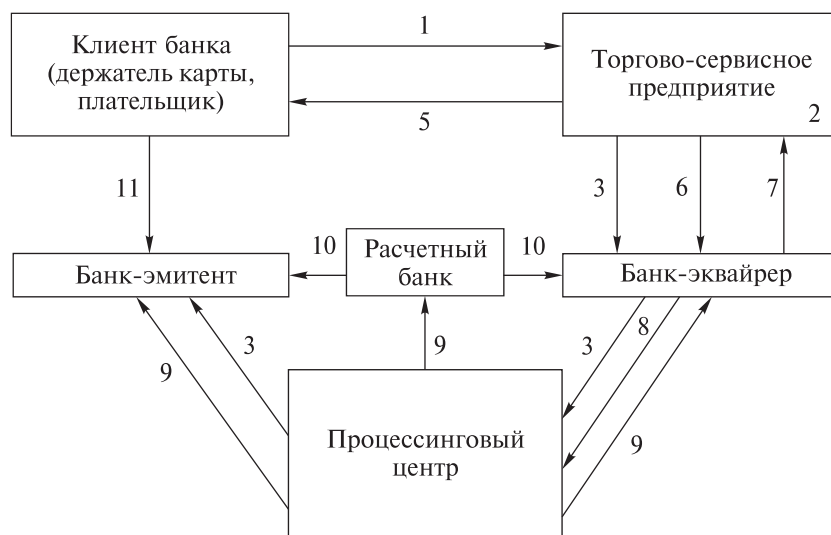 Клиент банка
(держатель карты,
плательщик)
1
5
Торгово-сервисное
предприятие
2
11
3
6
7
Банк-эмитент
10
Расчетный
банк
10
Банк-эквайрер
9
3
9
3
8
9
Процессинговый
центр